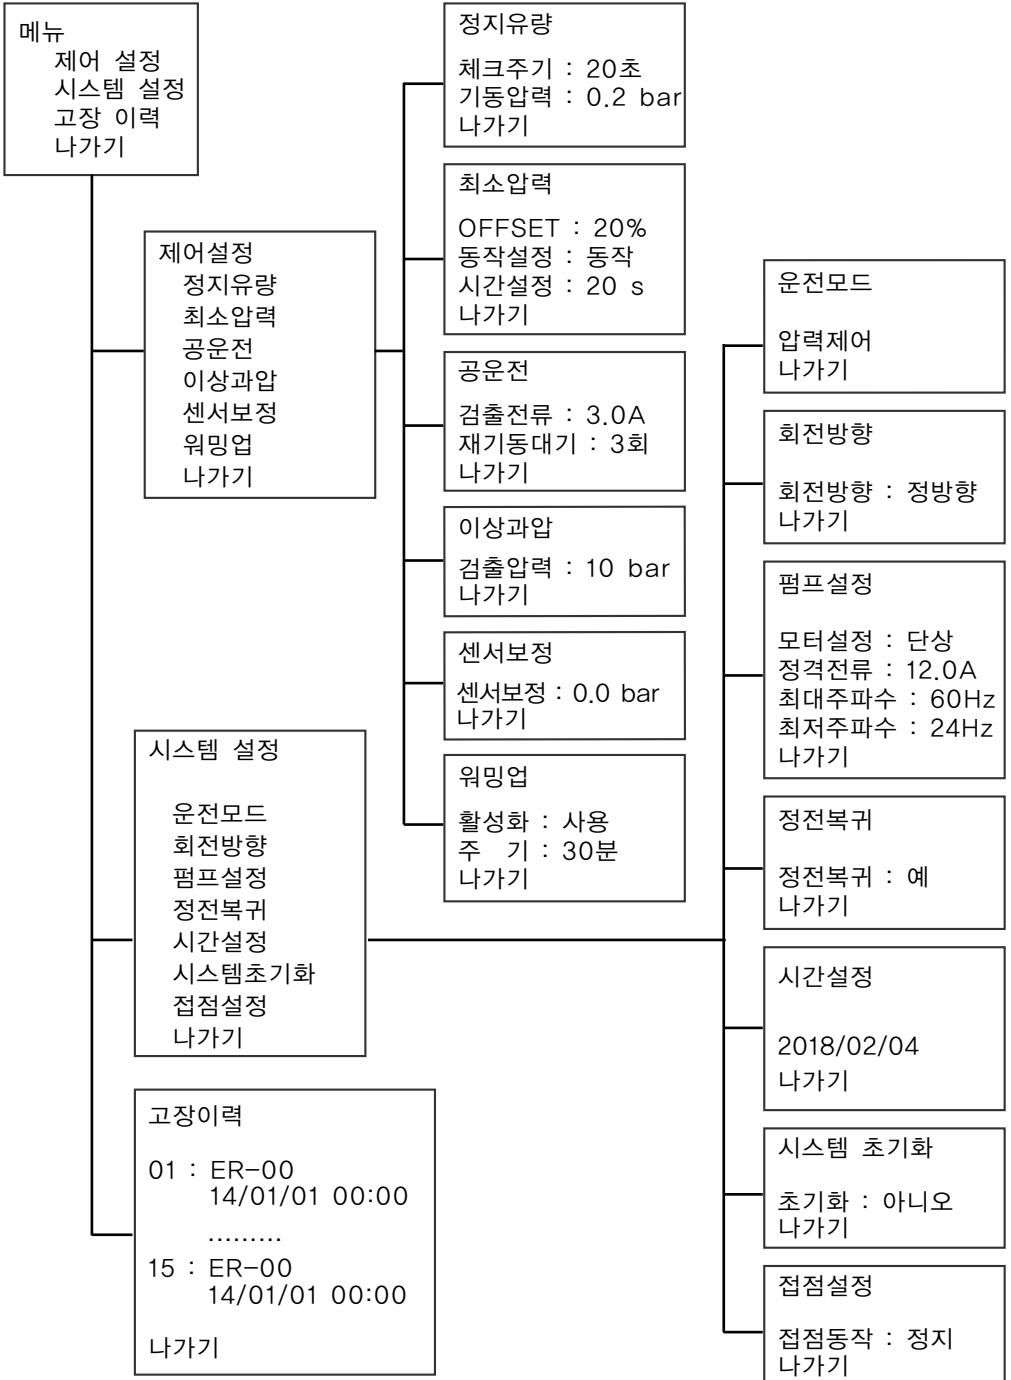 메뉴
제어 설정
시스템 설정
고장 이력
나가기
제어설정
정지유량
최소압력
공운전
이상과압
센서보정
워밍업
나가기
정지유량
체크주기 : 20초
기동압력 : 0.2 bar
나가기
최소압력
OFFSET : 20%
동작설정 : 동작
시간설정 : 20 s
나가기
공운전
검출전류 : 3.0A
재기동대기 : 3회
나가기
이상과압
검출압력 : 10 bar
나가기
센서보정
센서보정 : 0.0 bar
나가기
워밍업
활성화 : 사용
주 기 : 30분
나가기
시스템 설정
운전모드
회전방향
펌프설정
정전복귀
시간설정
시스템초기화
접점설정
나가기
운전모드
압력제어
나가기
회전방향
회전방향 : 정방향
나가기
펌프설정
모터설정 : 단상
정격전류 : 12.0A
최대주파수 : 60Hz
최저주파수 : 24Hz
나가기
정전복귀
정전복귀 : 예
나가기
시간설정
2018/02/04
나가기
시스템 초기화
초기화 : 아니오
나가기
접점설정
접점동작 : 정지
나가기
고장이력
01 : ER-00
14/01/01 00:00
.........
15 : ER-00
14/01/01 00:00
나가기